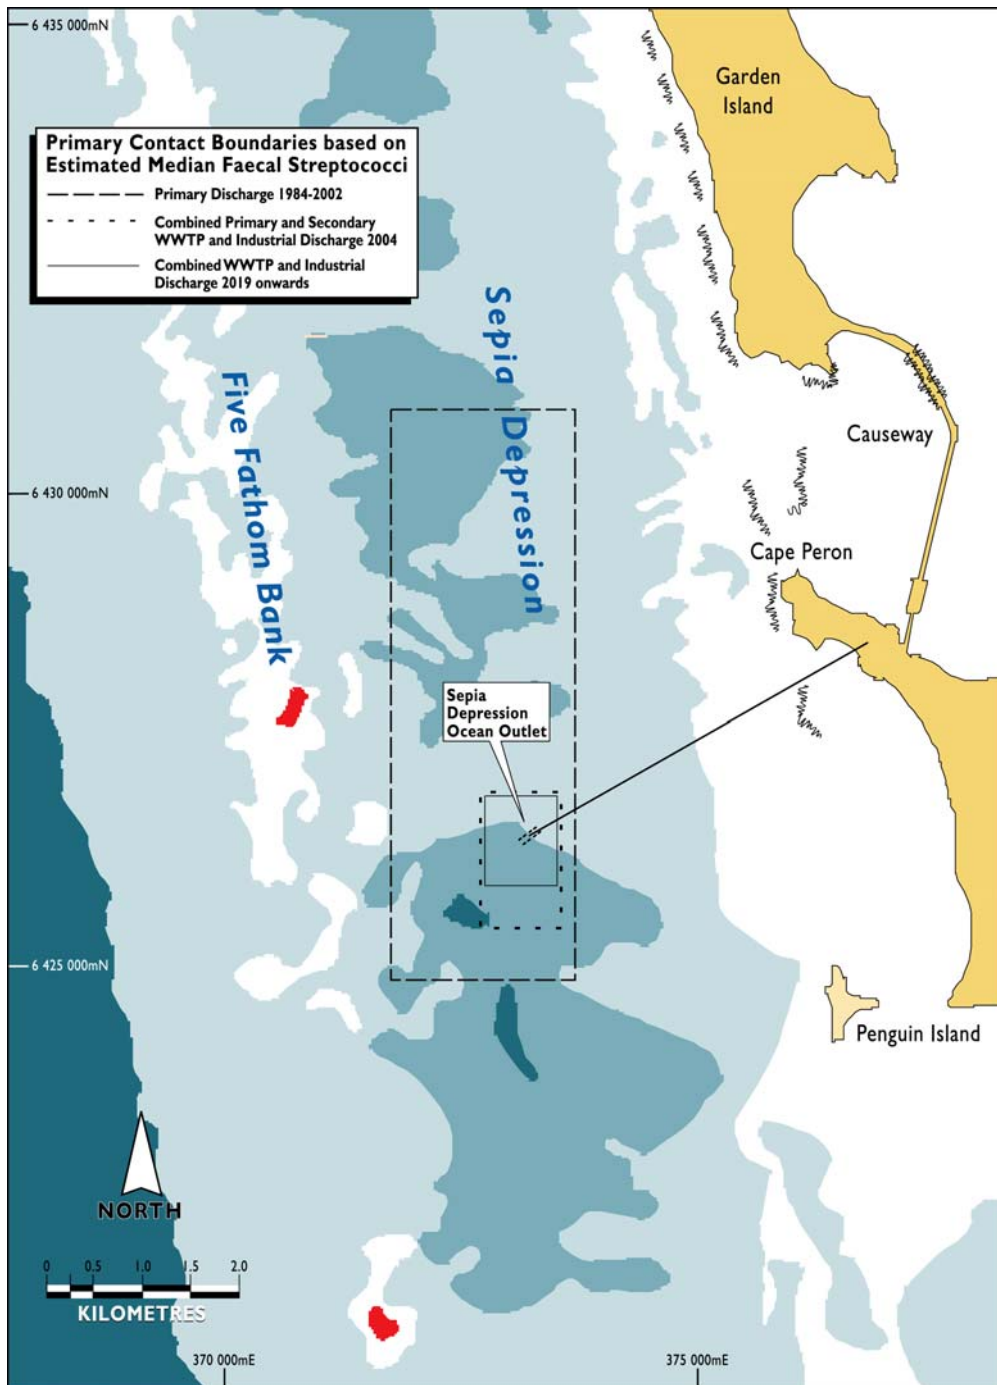 6 435 000mN
Garden
Island
Primary Contact Boundaries based on
Estimated Median Faecal Streptococci
Primary Discharge 1984-2002
Combined Primary and Secondary
WWTP and Industrial Discharge 2004
Combined WWTP and Industrial
Discharge 2019 onwards
Sepia Depression
Five Fathom Bank
Causeway
6 430 000mN
Cape Peron
Sepia
Depression
Ocean Outlet
6 425 000mN
Penguin Island
NORTH
0 0.5 1.0 1.5 2.0
KILOMETRES
370 000mE
375 000mE